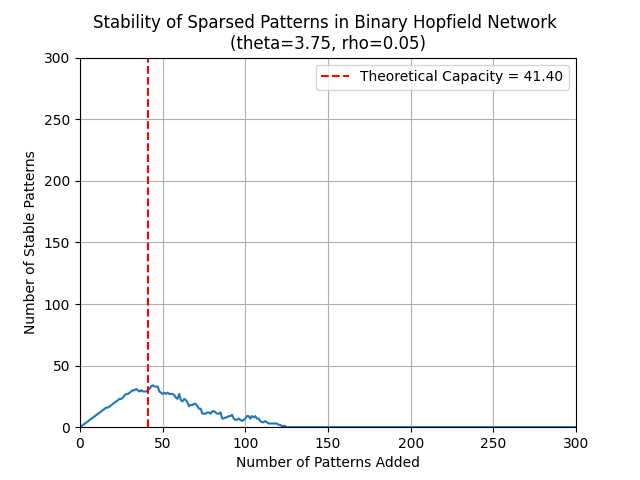 Stability of Sparsed Patterns in Binary Hopfield Network
(theta=3.75, rho=0.05)
300
250
200
150
100
50
0
Number of Stable Patterns
Theoretical Capacity = 41.40
0 50 100 150 200 250 300
Number of Patterns Added